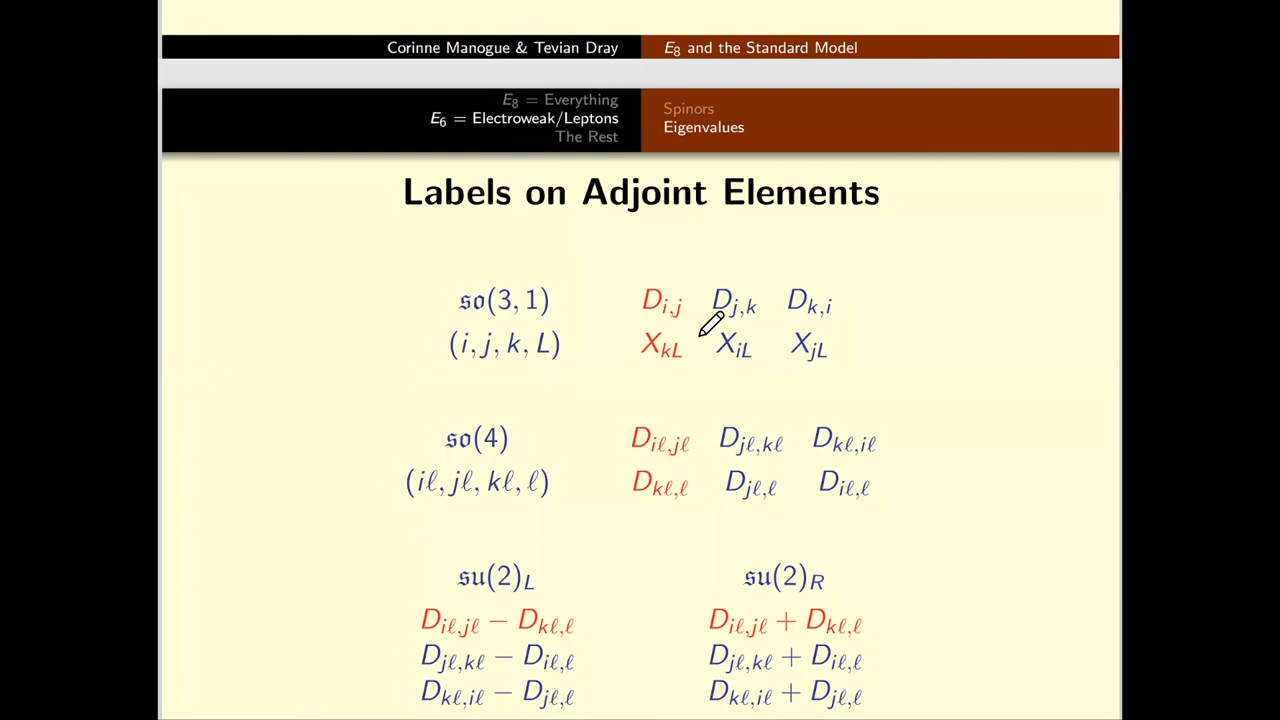 Corinne Manogue & Tevian Dray E₈ and the Standard Model
E₈ = Everything
E₆ = Electroweak/Leptons
The Rest
Spinors
Eigenvalues
Labels on Adjoint Elements
𝔰𝔬(3, 1) D_{i,j} D_{j,k} D_{k,i}
(i, j, k, L) X_{kL} X_{iL} X_{jL}
𝔰𝔬(4) D_{iℓ,jℓ} D_{jℓ,kℓ} D_{kℓ,iℓ}
(iℓ, jℓ, kℓ, ℓ) D_{kℓ,ℓ} D_{jℓ,ℓ} D_{iℓ,ℓ}
𝔰𝔲(2)_L 𝔰𝔲(2)_R
D_{iℓ,jℓ} − D_{kℓ,ℓ} D_{iℓ,jℓ} + D_{kℓ,ℓ}
D_{jℓ,kℓ} − D_{iℓ,ℓ} D_{jℓ,kℓ} + D_{iℓ,ℓ}
D_{kℓ,iℓ} − D_{jℓ,ℓ} D_{kℓ,iℓ} + D_{jℓ,ℓ}